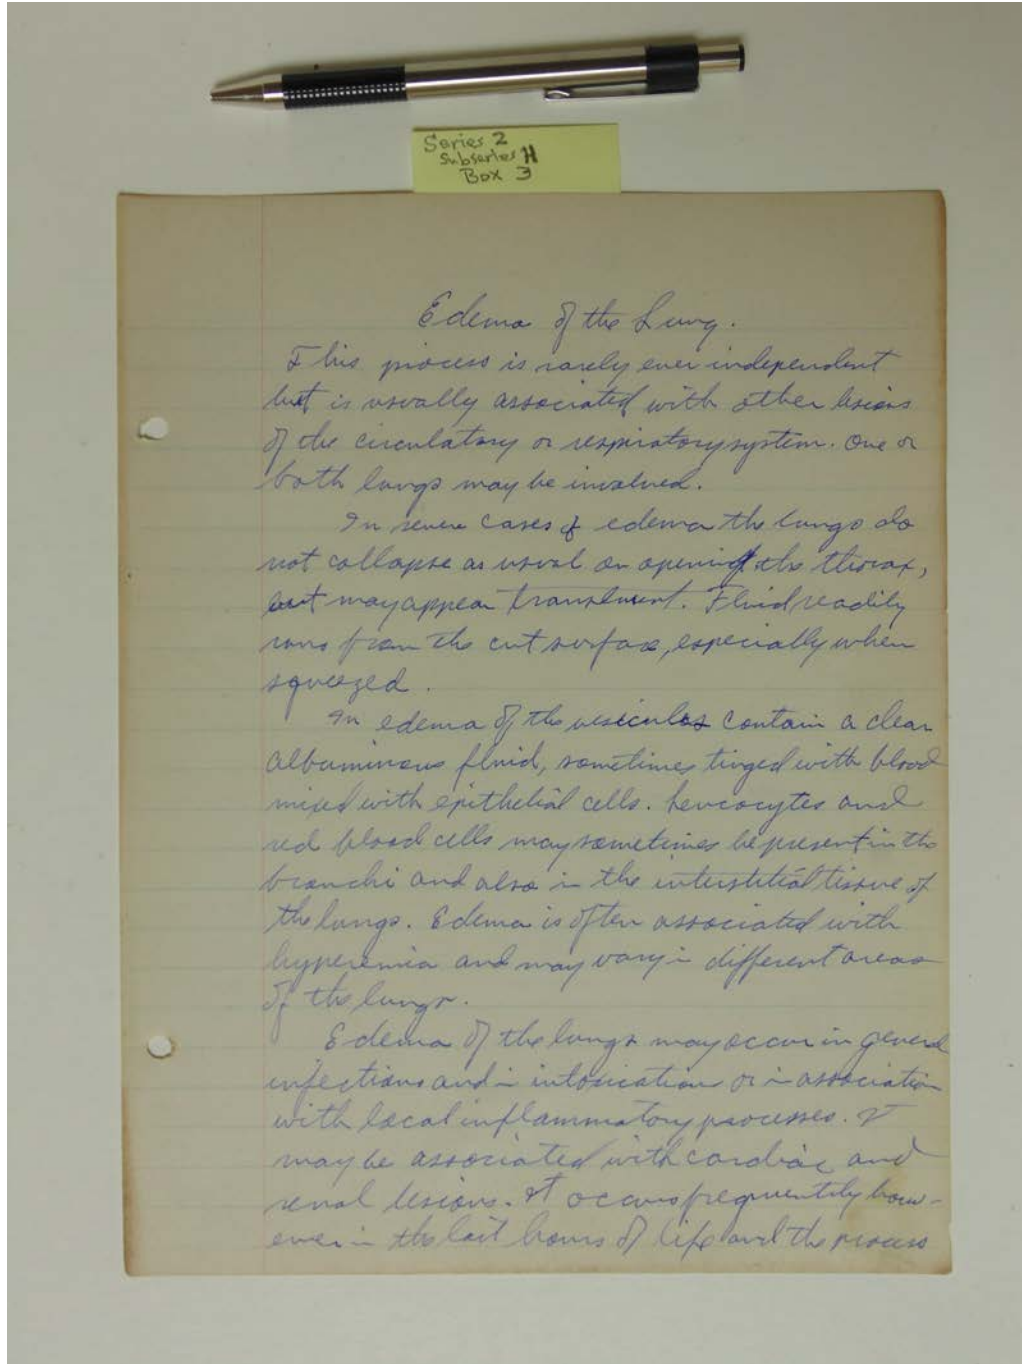 Series 2
Subseries H
Box 3
Edema of the Lung.
This process is rarely ever independent
but is usually associated with other lesions
of the circulatory or respiratory system. One or
both lungs may be involved.
In severe cases of edema the lungs do
not collapse as usual on opening the thorax,
but may appear translucent. Fluid readily
runs from the cut surface, especially when
squeezed.
In edema of the vesicules contain a clear
albuminous fluid, sometimes tinged with blood
mixed with epithelial cells. Leucocytes and
red blood cells may sometimes be present in the
bronchi and also in the interstitial tissue of
the lungs. Edema is often associated with
hyperemia and may vary in different areas
of the lungs.
Edema of the lungs may occur in general
infections and in intoxication or in association
with local inflammatory processes. It
may be associated with cardiac and
renal lesions. It occurs frequently how-
ever in the last hours of life and the process